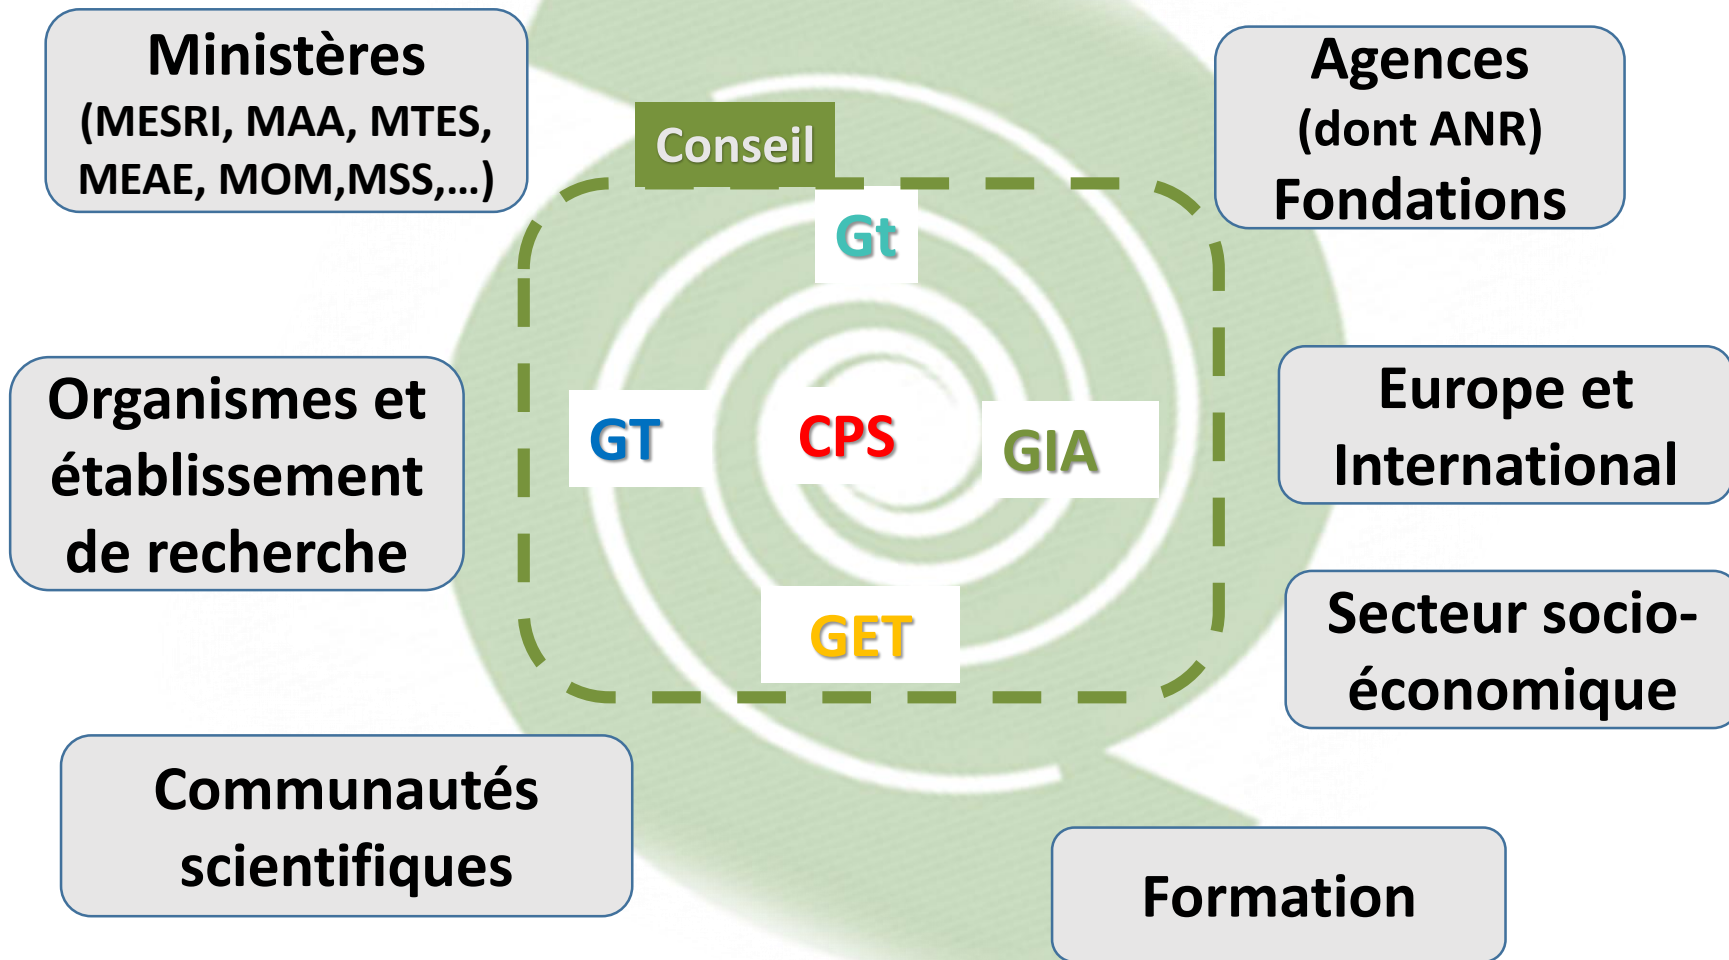 Ministères
(MESRI, MAA, MTES,
MEAE, MOM,MSS,...)
Conseil
Agences
(dont ANR)
Fondations
Gt
Organismes et
établissement
de recherche
GT
CPS
GIA
Europe et
International
GET
Secteur socio-
économique
Communautés
scientifiques
Formation